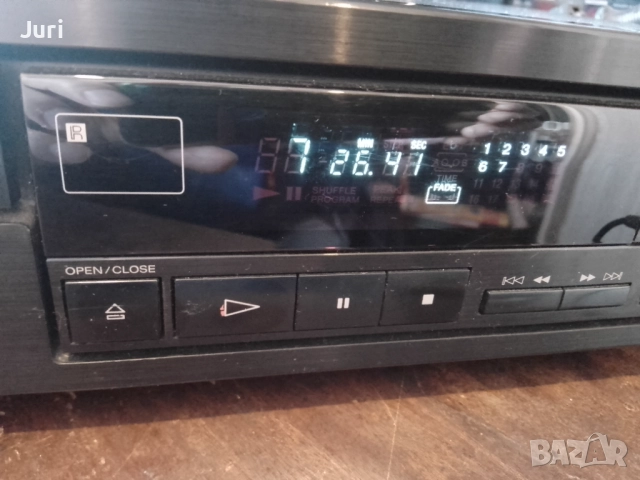 Juri
R
MIN SEC
7 26.41
1 2 3 4 5
6 7
TIME
FADE
SHUFFLE
PROGRAM
OPEN/CLOSE
BAZAR